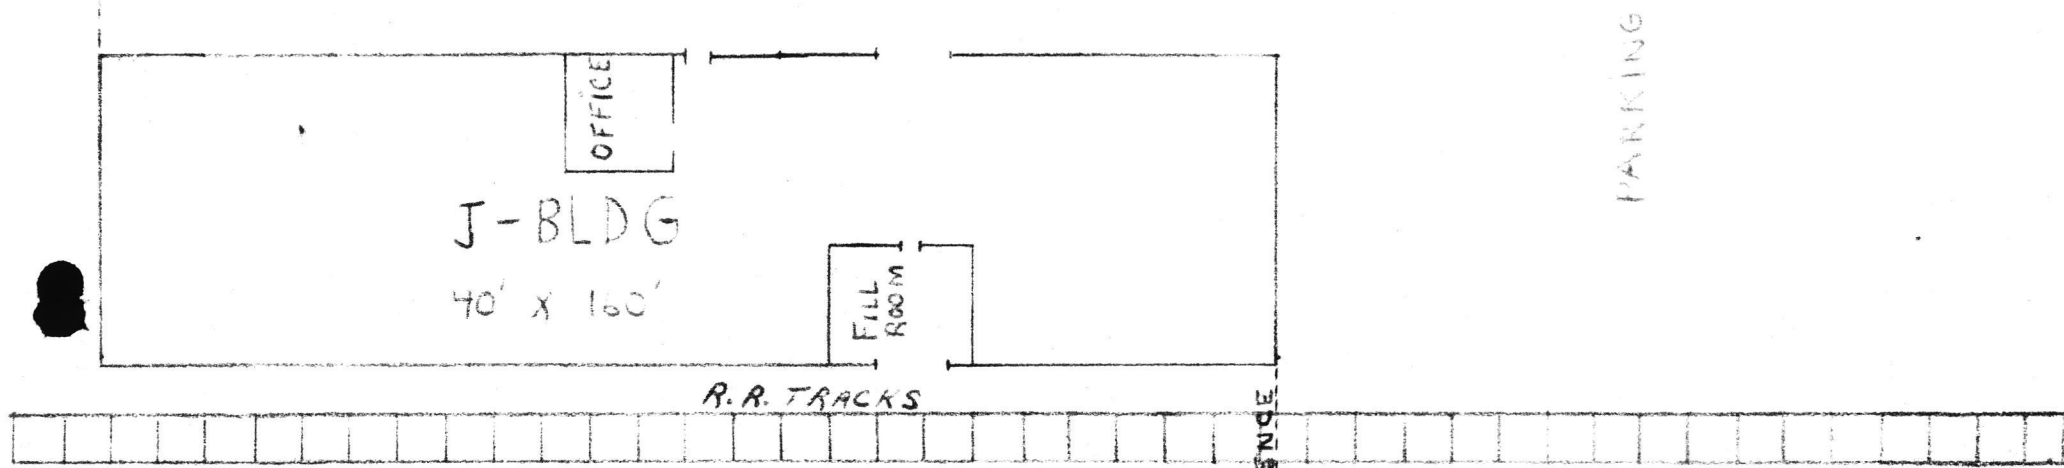 OFFICE
PARKING
J-BLDG
40' X 160'
FILL
ROOM
R.R. TRACKS